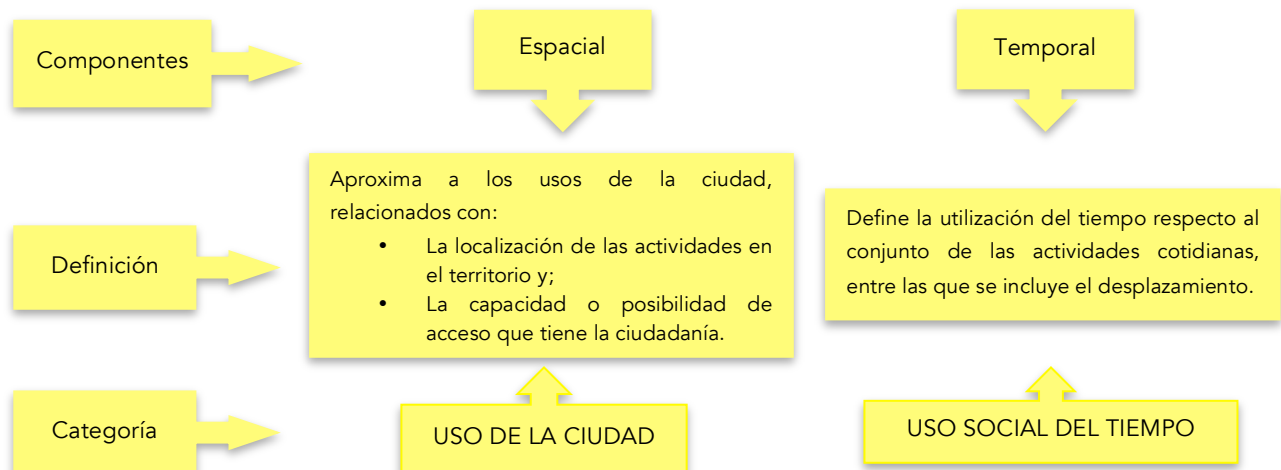 Componentes
Espacial
Temporal
Definición
Aproxima a los usos de la ciudad,
relacionados con:
• La localización de las actividades en
el territorio y;
• La capacidad o posibilidad de
acceso que tiene la ciudadanía.
Define la utilización del tiempo respecto al
conjunto de las actividades cotidianas,
entre las que se incluye el desplazamiento.
Categoría
USO DE LA CIUDAD
USO SOCIAL DEL TIEMPO